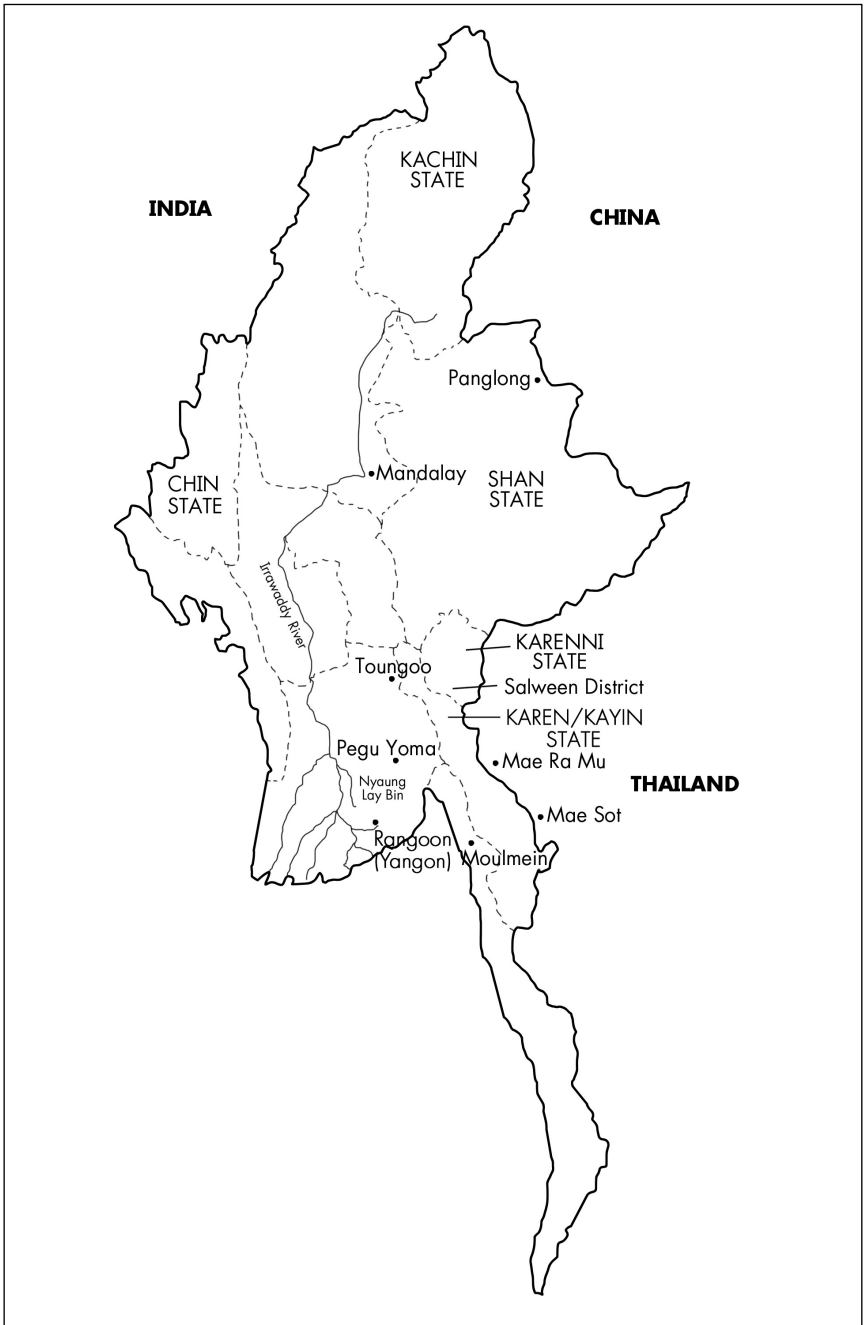 KACHIN
STATE
INDIA
CHINA
Panglong
Mandalay
CHIN
STATE
SHAN
STATE
Irrawaddy River
KARENNI
STATE
Toungoo
Salween District
KAREN/KAYIN
STATE
Pegu Yoma
Mae Ra Mu
Nyaung
Lay Bin
THAILAND
Mae Sot
Rangoon
(Yangon)
Moulmein